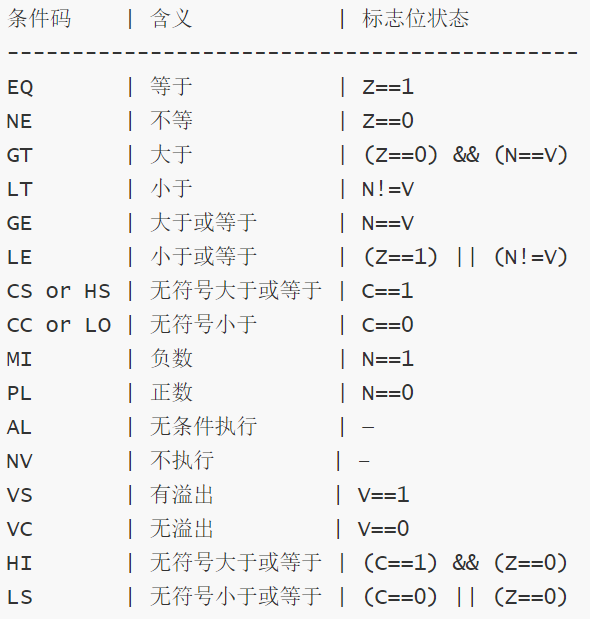 条件码 | 含义 | 标志位状态
--------------------------------------------
EQ | 等于 | Z==1
NE | 不等 | Z==0
GT | 大于 | (Z==0) && (N==V)
LT | 小于 | N!=V
GE | 大于或等于 | N==V
LE | 小于或等于 | (Z==1) || (N!=V)
CS or HS | 无符号大于或等于 | C==1
CC or LO | 无符号小于 | C==0
MI | 负数 | N==1
PL | 正数 | N==0
AL | 无条件执行 | –
NV | 不执行 | –
VS | 有溢出 | V==1
VC | 无溢出 | V==0
HI | 无符号大于或等于 | (C==1) && (Z==0)
LS | 无符号小于或等于 | (C==0) || (Z==0)